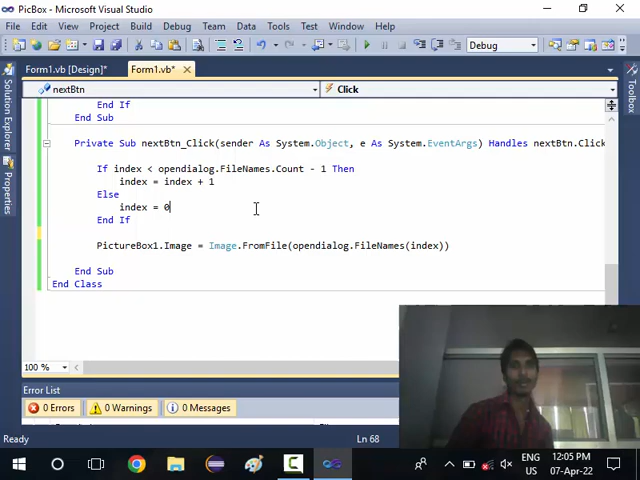 PicBox - Microsoft Visual Studio
File Edit View Project Build Debug Team Data Tools Test Window Help
Debug
Form1.vb [Design]* Form1.vb*
nextBtn Click
End If
End Sub
Private Sub nextBtn_Click(sender As System.Object, e As System.EventArgs) Handles nextBtn.Click
If index < opendialog.FileNames.Count - 1 Then
index = index + 1
Else
index = 0
End If
PictureBox1.Image = Image.FromFile(opendialog.FileNames(index))
End Sub
End Class
100 %
Error List
0 Errors 0 Warnings 0 Messages
Ready Ln 68
Solution Explorer
Properties
Toolbox
ENG 12:05 PM
US 07-Apr-22